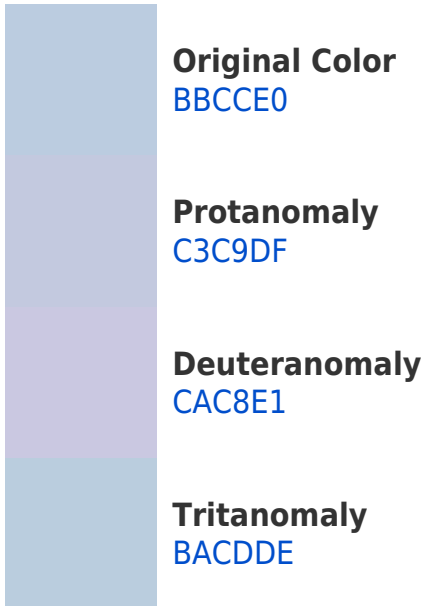 Original Color
BBCCE0
Protanomaly
C3C9DF
Deuteranomaly
CAC8E1
Tritanomaly
BACDDE